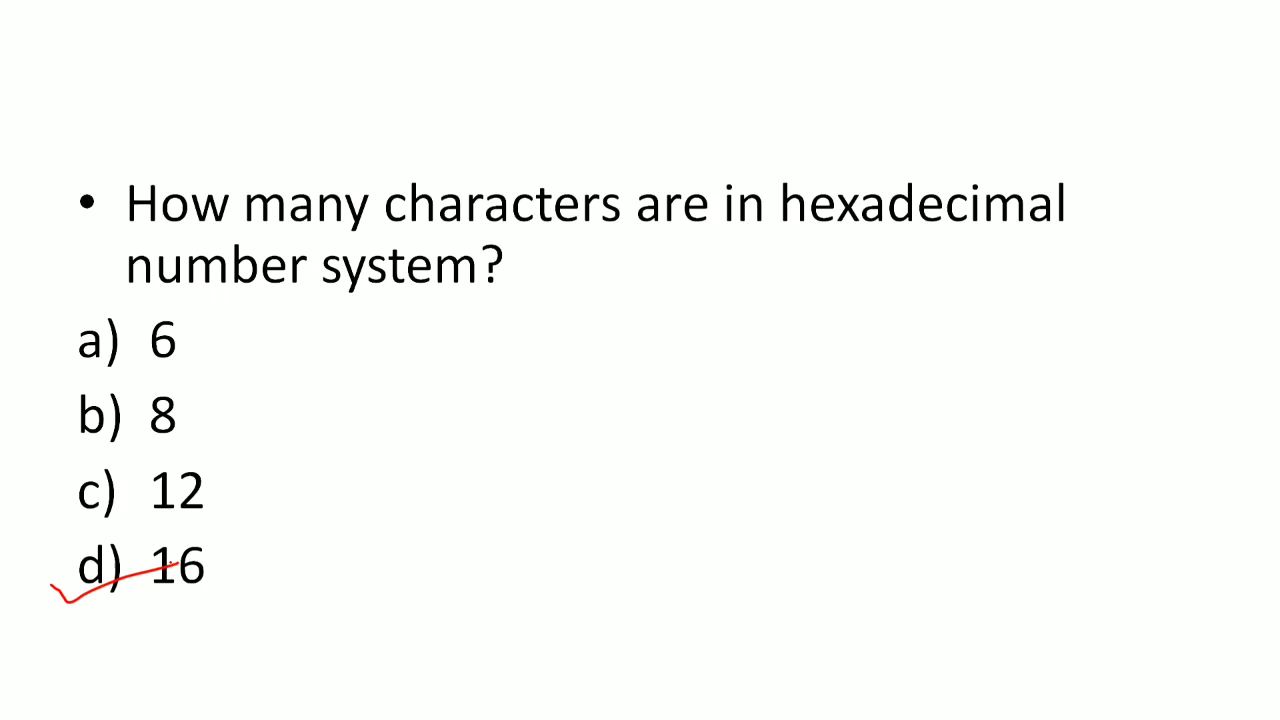 • How many characters are in hexadecimal
number system?
a) 6
b) 8
c) 12
d) 16